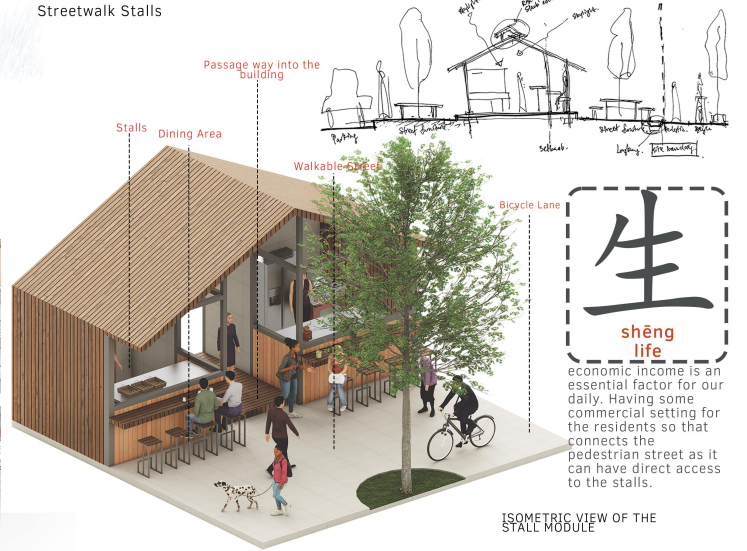 Streetwalk Stalls
skylight.
Parking
Street furniture
Setback.
Street furniture
Passage way into the
building
Stalls
Dining Area
Walkable Street
Bicycle Lane
生
shēng
life
economic income is an
essential factor for our
daily. Having some
commercial setting for
the residents so that
connects the
pedestrian street as it
can have direct access
to the stalls.
ISOMETRIC VIEW OF THE
STALL MODULE